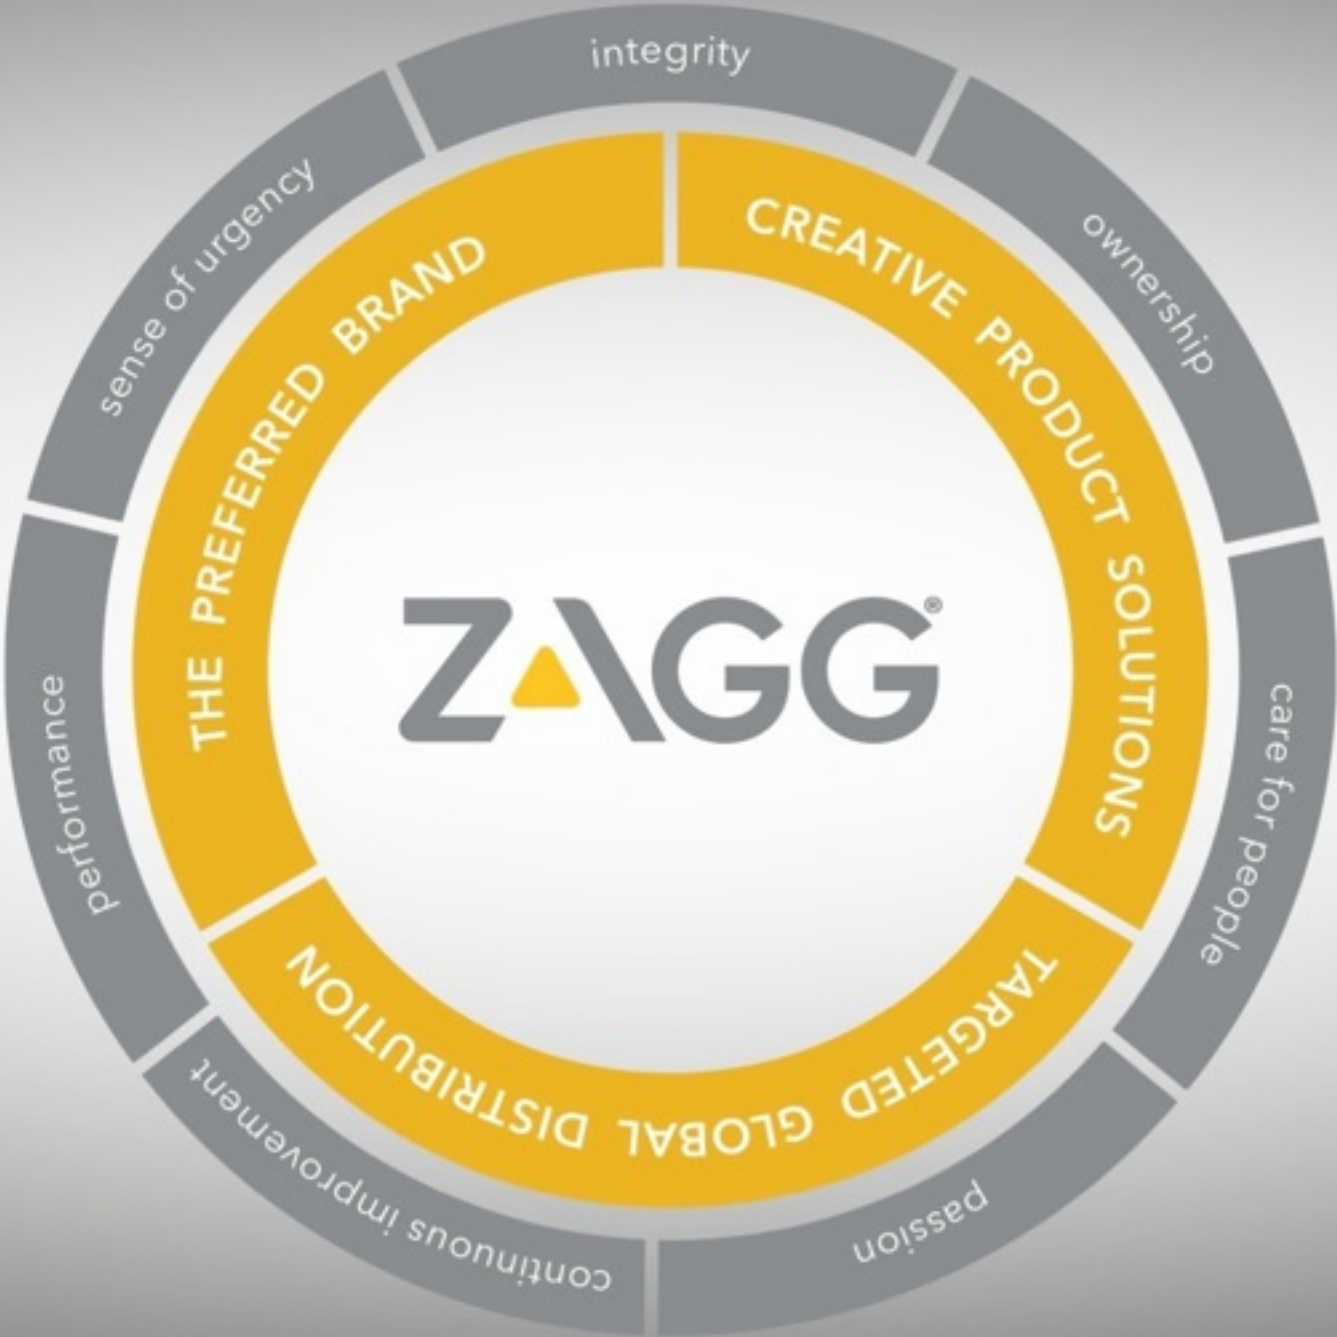 integrity
ownership
care for people
passion
continuous improvement
performance
sense of urgency
CREATIVE PRODUCT SOLUTIONS
TARGETED GLOBAL DISTRIBUTION
THE PREFERRED BRAND
ZAGG®